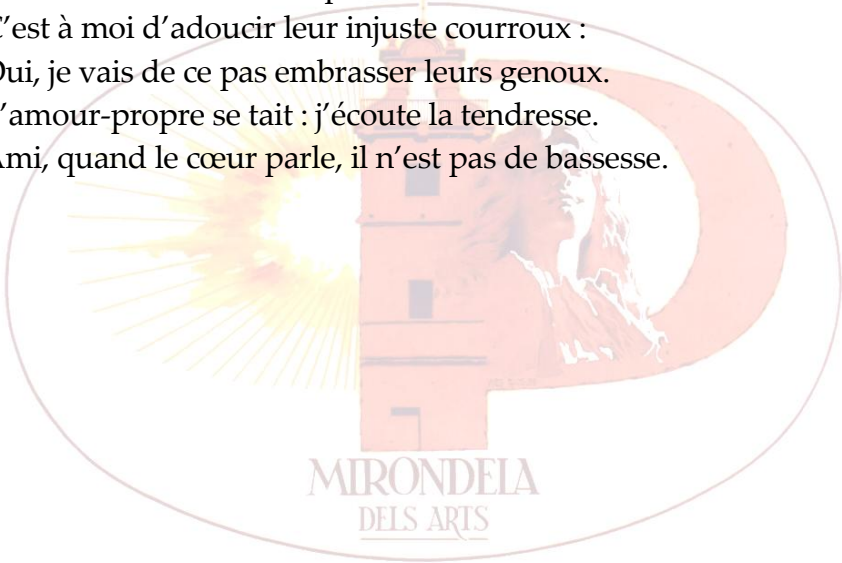 'est à moi d'adoucir leur injuste courroux :
Oui, je vais de ce pas embrasser leurs genoux.
'amour-propre se tait : j'écoute la tendresse.
Ami, quand le cœur parle, il n'est pas de bassesse.
MIRONDELA
DELS ARTS